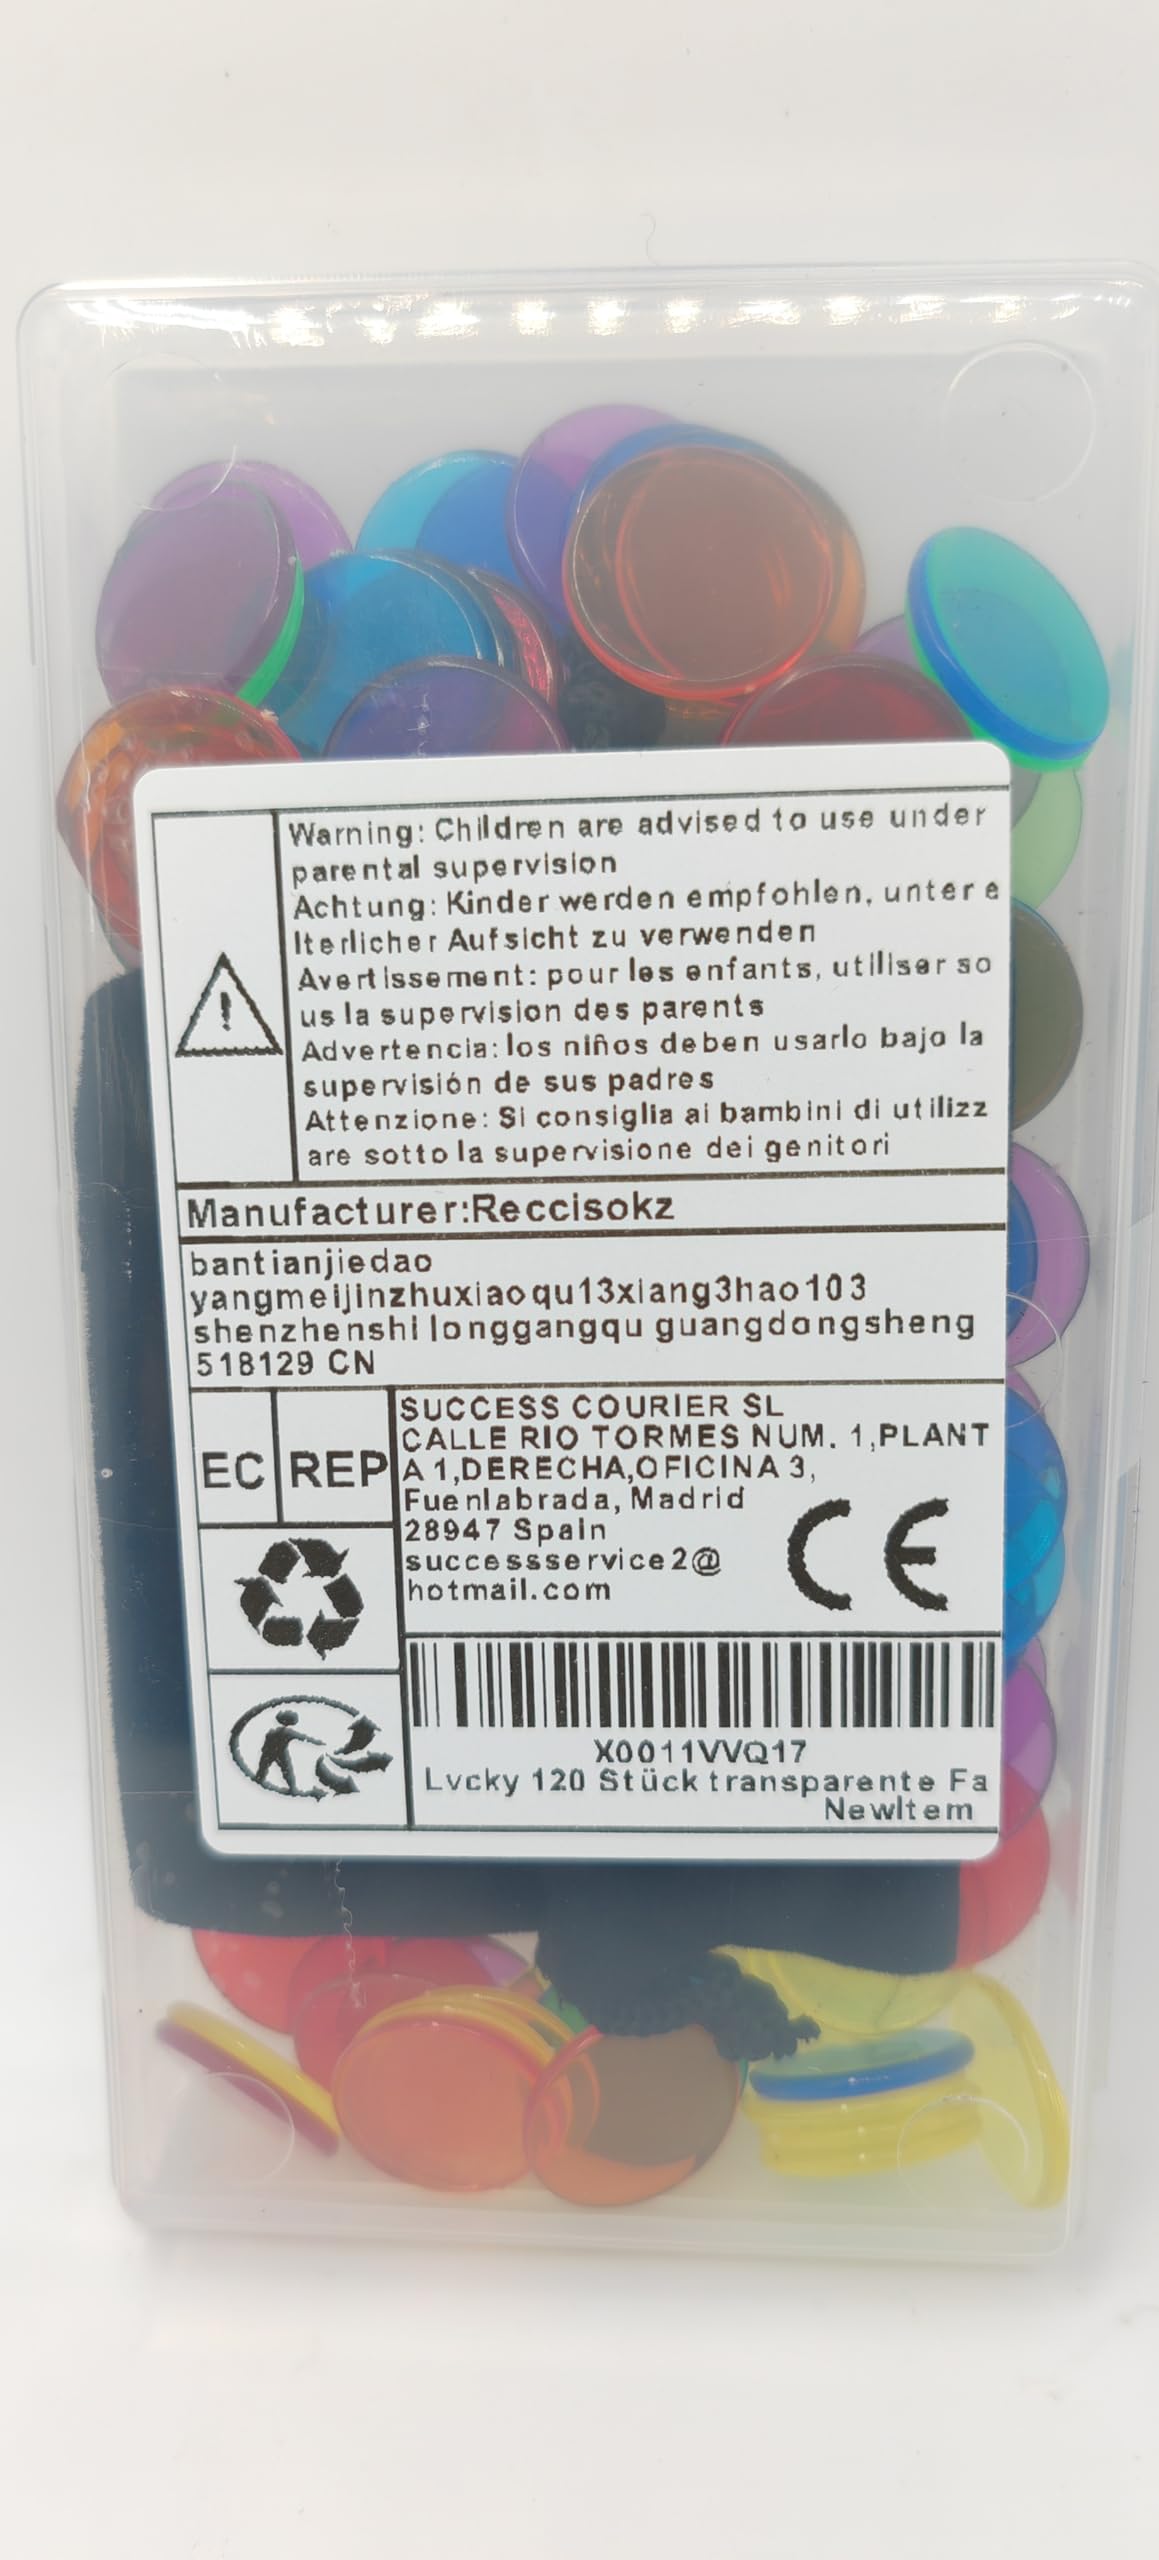 Warning: Children are advised to use under
parental supervision
Achtung: Kinder werden empfohlen, unter e
lterlicher Aufsicht zu verwenden
Avertissement: pour les enfants, utiliser so
us la supervision des parents
Advertencia: los niños deben usarlo bajo la
supervisión de sus padres
Attenzione: Si consiglia ai bambini di utilizz
are sotto la supervisione dei genitori
Manufacturer:Reccisokz
bantianjiedao
yangmeijinzhuxiaoqu13xiang3hao103
shenzhenshi longgangqu guangdongsheng
518129 CN
EC REP
SUCCESS COURIER SL
CALLE RIO TORMES NUM. 1,PLANT
A 1,DERECHA,OFICINA 3,
Fuenlabrada, Madrid
28947 Spain
successservice2@
hotmail.com
CE
X0011VVQ17
Lvcky 120 Stück transparente Fa
NewItem